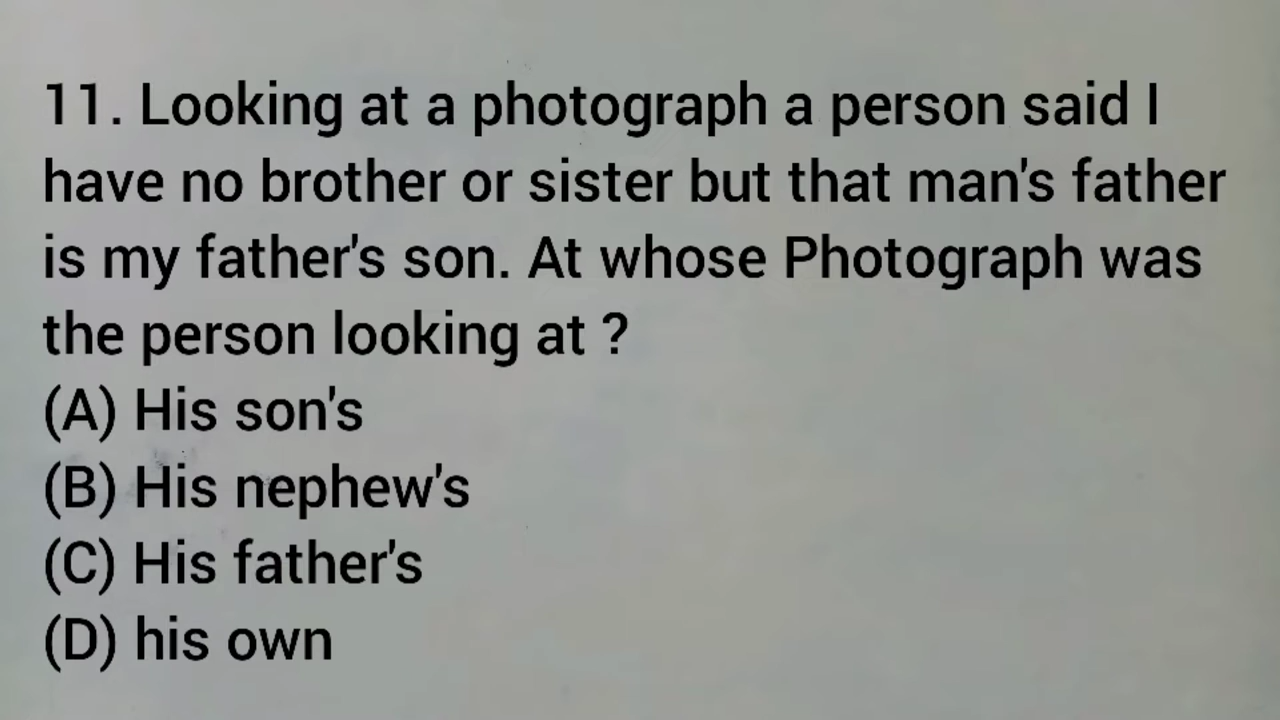 11. Looking at a photograph a person said I
have no brother or sister but that man's father
is my father's son. At whose Photograph was
the person looking at ?
(A) His son's
(B) His nephew's
(C) His father's
(D) his own